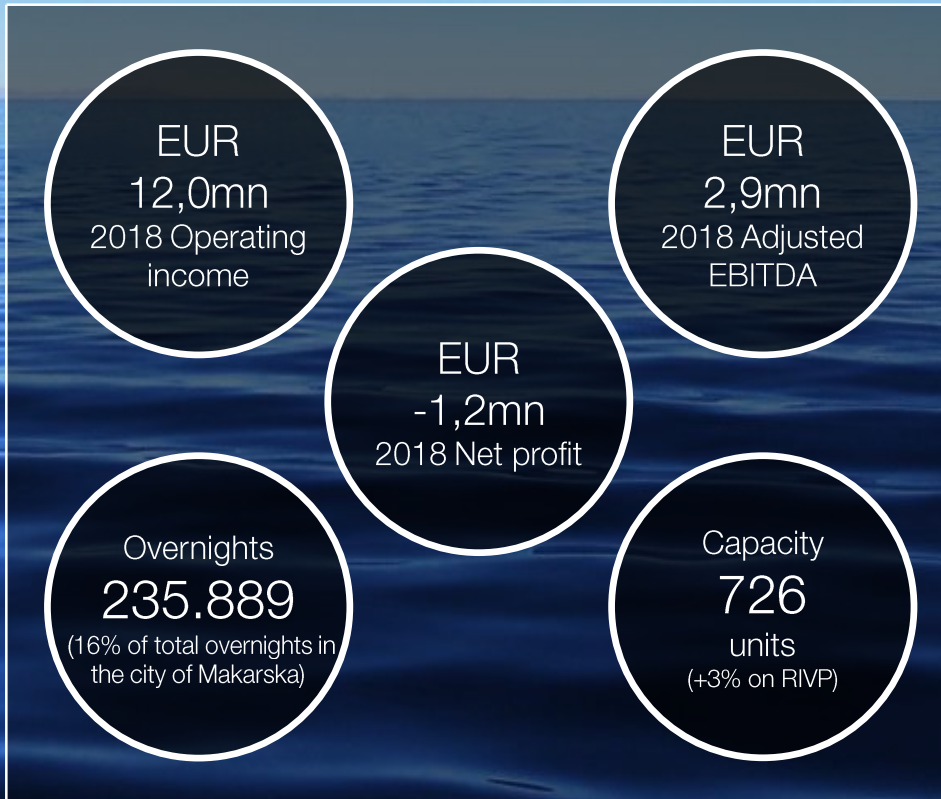 EUR
12,0mn
2018 Operating
income
EUR
2,9mn
2018 Adjusted
EBITDA
EUR
-1,2mn
2018 Net profit
Overnights
235.889
(16% of total overnights in
the city of Makarska)
Capacity
726
units
(+3% on RIVP)